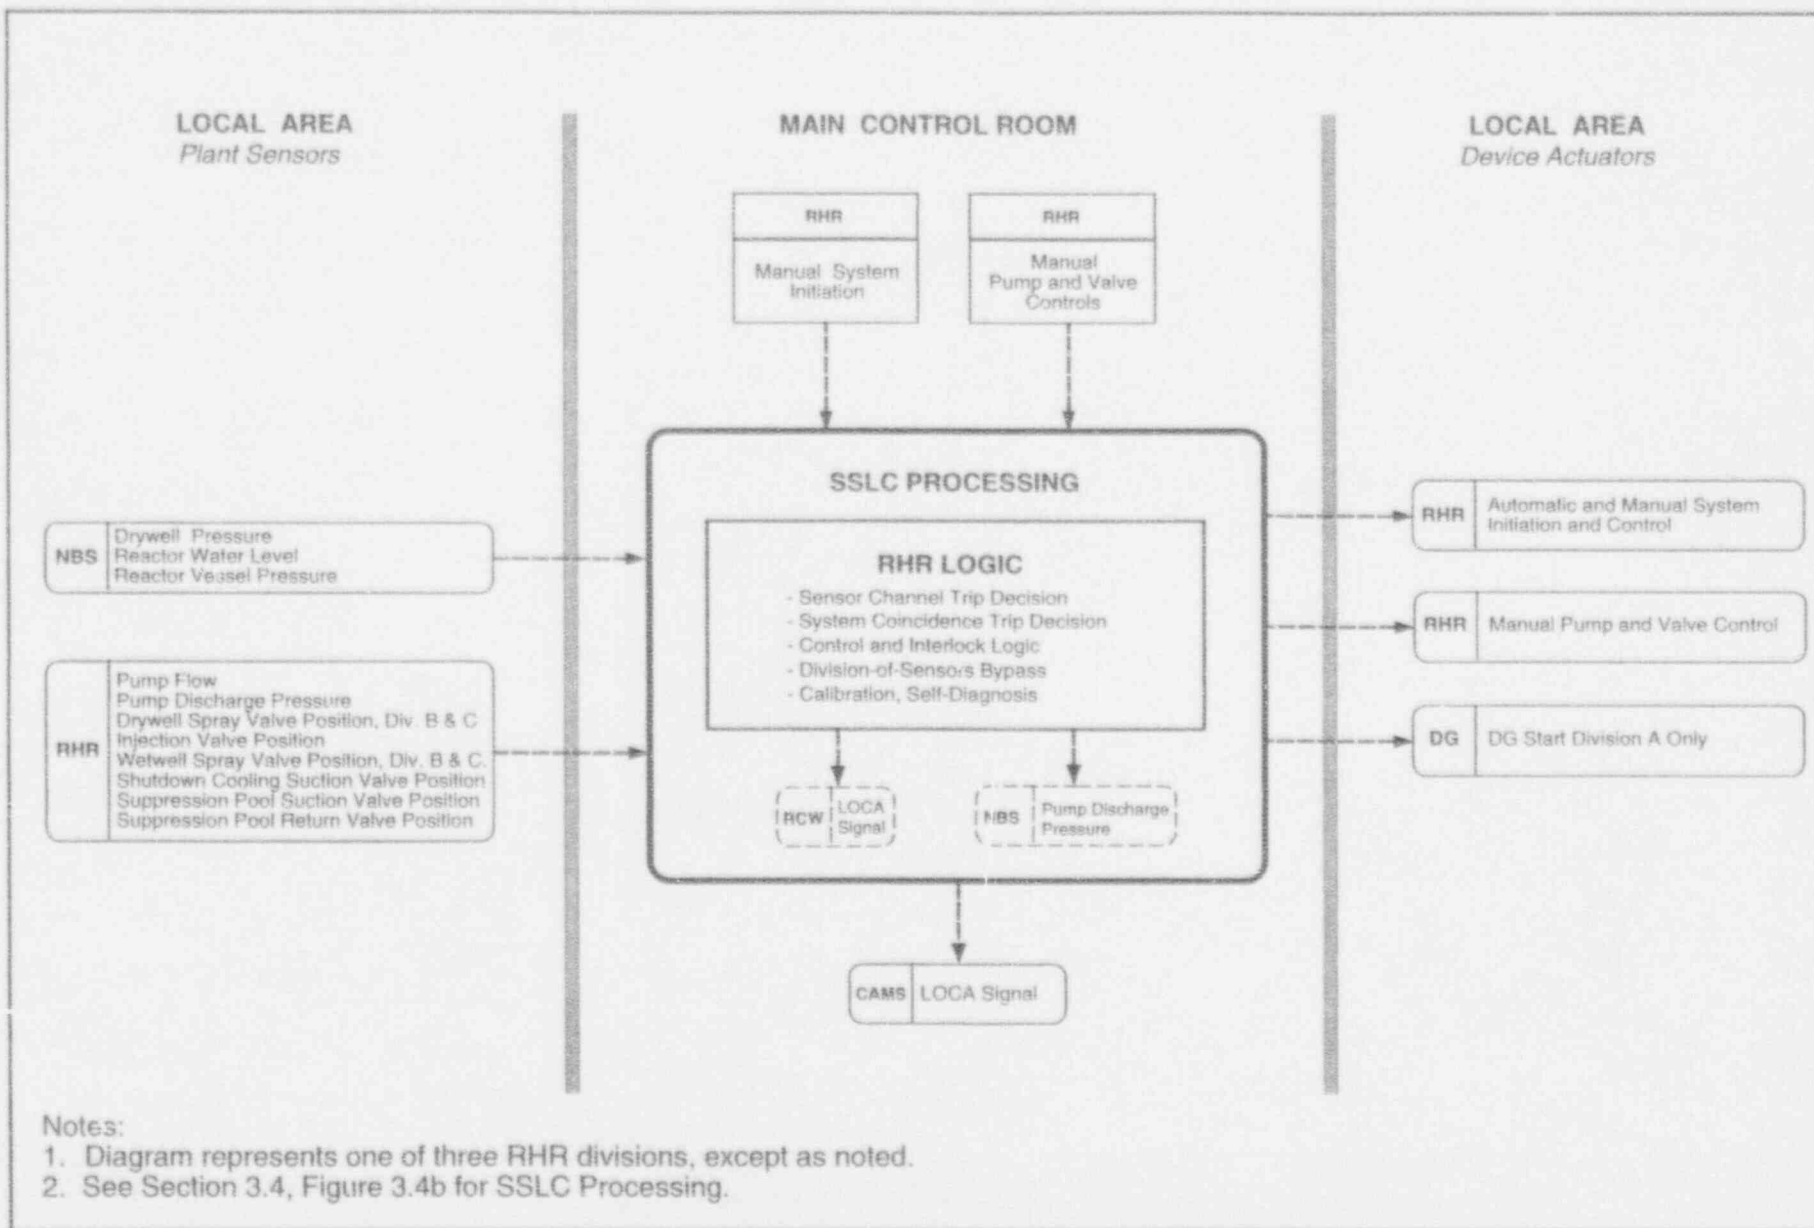 LOCAL AREA
Plant Sensors
MAIN CONTROL ROOM
LOCAL AREA
Device Actuators
RHR
Manual System
Initiation
RHR
Manual
Pump and Valve
Controls
SSLC PROCESSING
RHR LOGIC
- Sensor Channel Trip Decision
- System Coincidence Trip Decision
- Control and Interlock Logic
- Division-of-Sensors Bypass
- Calibration, Self-Diagnosis
NBS
Drywell Pressure
Reactor Water Level
Reactor Vessel Pressure
RHR
Pump Flow
Pump Discharge Pressure
Drywell Spray Valve Position, Div. B & C
Injection Valve Position
Wetwell Spray Valve Position, Div. B & C.
Shutdown Cooling Suction Valve Position
Suppression Pool Suction Valve Position
Suppression Pool Return Valve Position
RCW
LOCA
Signal
NBS
Pump Discharge
Pressure
CAMS
LOCA Signal
RHR
Automatic and Manual System
Initiation and Control
RHR
Manual Pump and Valve Control
DG
DG Start Division A Only
Notes:
1. Diagram represents one of three RHR divisions, except as noted.
2. See Section 3.4, Figure 3.4b for SSLC Processing.